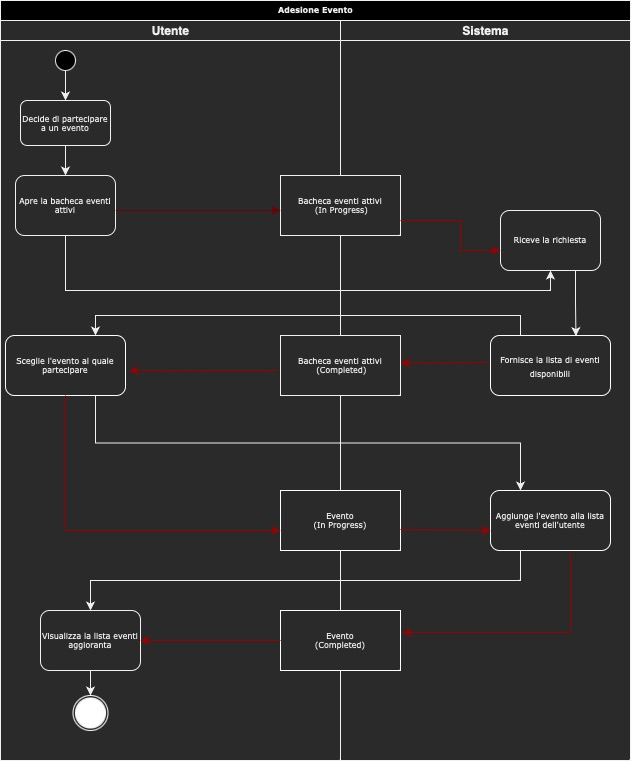 Adesione Evento
Utente
Sistema
Decide di partecipare
a un evento
Apre la bacheca eventi
attivi
Bacheca eventi attivi
(In Progress)
Riceve la richiesta
Sceglie l'evento al quale
partecipare
Bacheca eventi attivi
(Completed)
Fornisce la lista di eventi
disponibili
Evento
(In Progress)
Aggiunge l'evento alla lista
eventi dell'utente
Visualizza la lista eventi
aggioranta
Evento
(Completed)